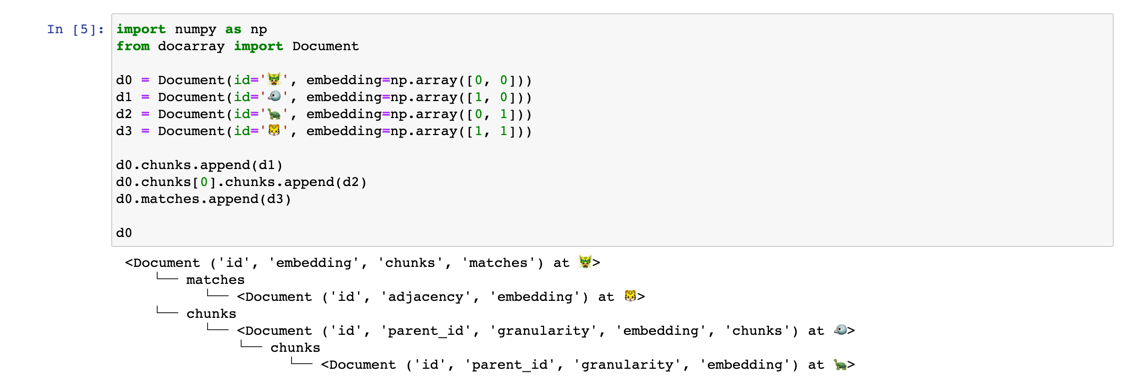 In [5]: import numpy as np
from docarray import Document
d0 = Document(id='🐲', embedding=np.array([0, 0]))
d1 = Document(id='🐦', embedding=np.array([1, 0]))
d2 = Document(id='🐢', embedding=np.array([0, 1]))
d3 = Document(id='🐯', embedding=np.array([1, 1]))
d0.chunks.append(d1)
d0.chunks[0].chunks.append(d2)
d0.matches.append(d3)
d0
<Document ('id', 'embedding', 'chunks', 'matches') at 🐲>
└── matches
└── <Document ('id', 'adjacency', 'embedding') at 🐯>
└── chunks
└── <Document ('id', 'parent_id', 'granularity', 'embedding', 'chunks') at 🐦>
└── chunks
└── <Document ('id', 'parent_id', 'granularity', 'embedding') at 🐢>